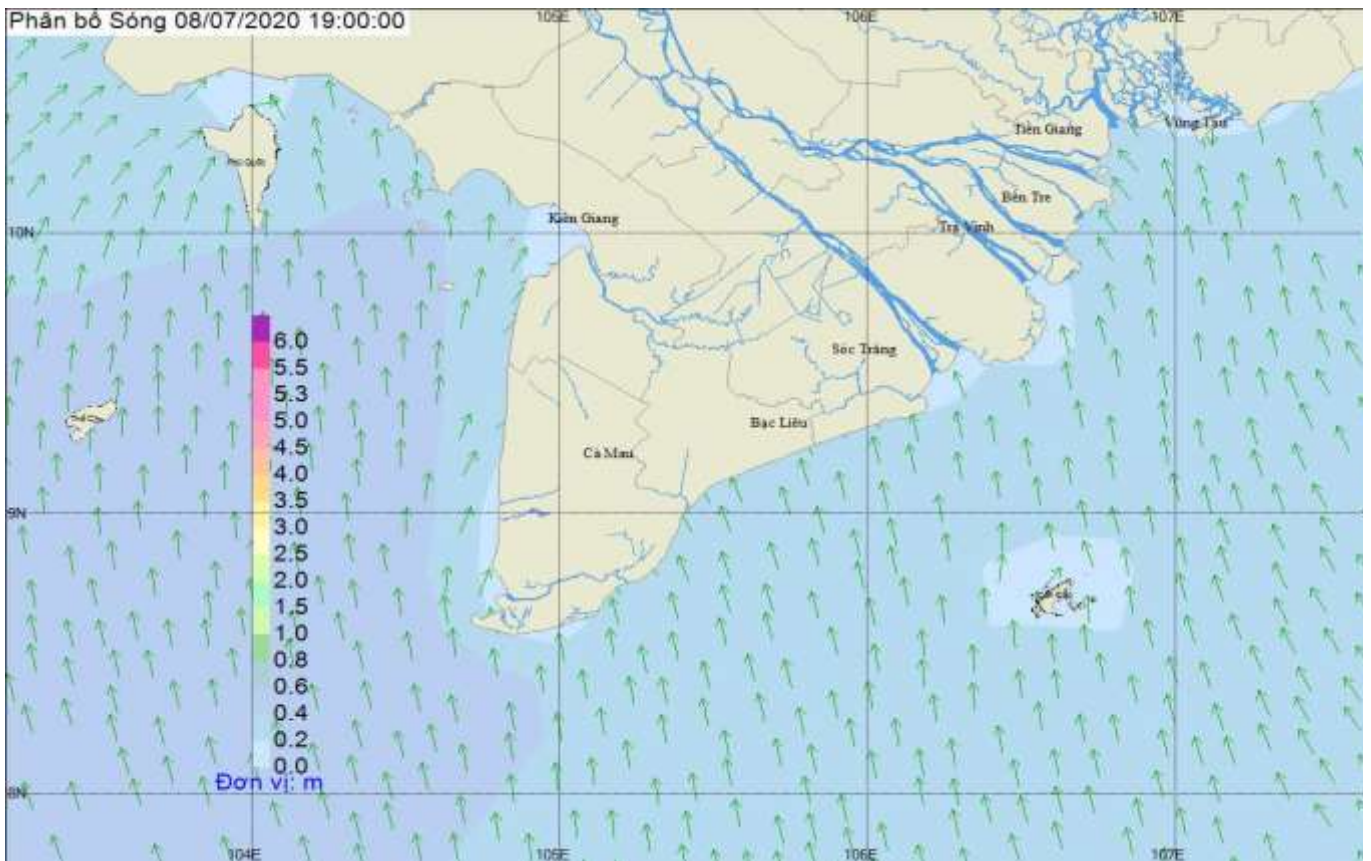 Phân bố Sóng 08/07/2020 19:00:00
105E
106E
107E
Vũng Tàu
Tiền Giang
Phú Quốc
Bến Tre
Kiên Giang
Trà Vinh
10N
6.0
Sóc Trăng
5.5
5.3
5.0
Bạc Liêu
4.5
Cà Mau
4.0
3.5
9N
3.0
2.5
2.0
1.5
1.0
0.8
0.6
0.4
0.2
0.0
Đơn vị: m
8N
104E
105E
106E
107E